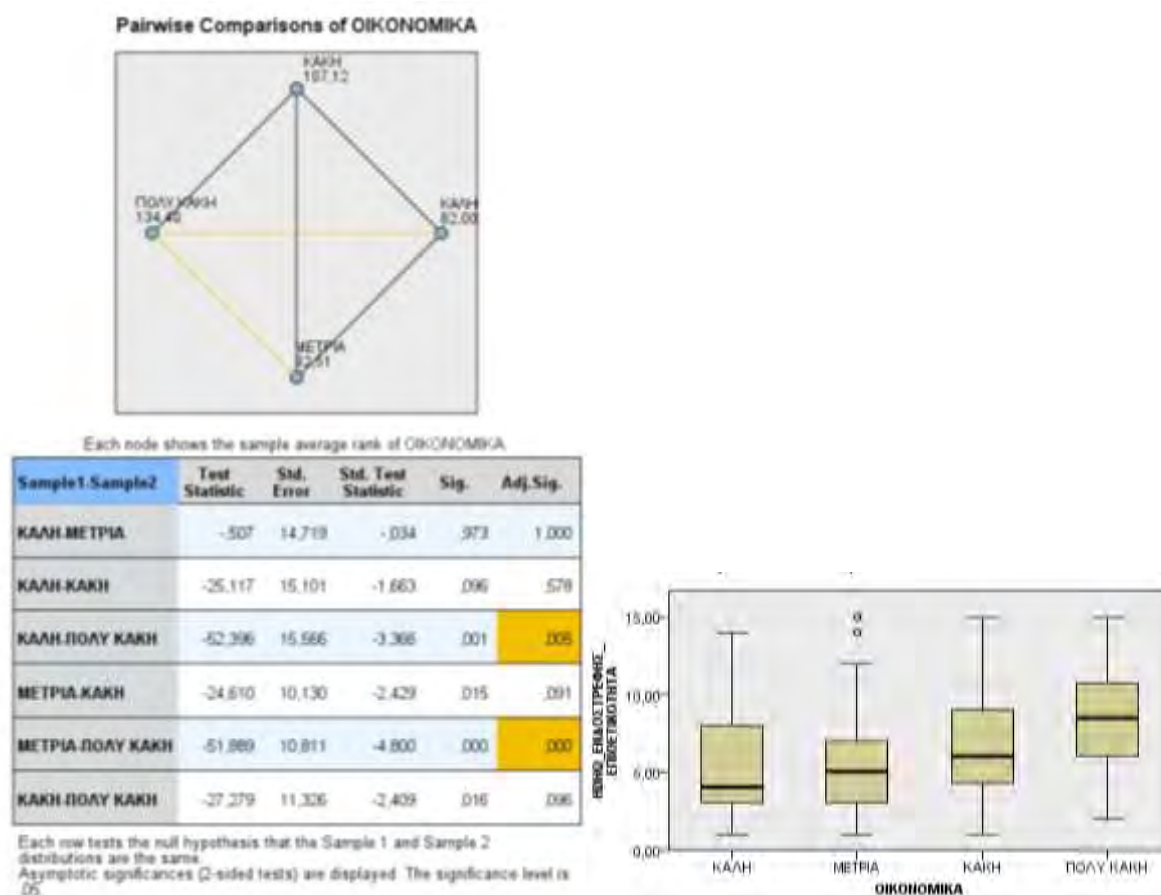 Pairwise Comparisons of ΟΙΚΟΝΟΜΙΚΑ
ΚΑΚΗ
107,12
ΠΟΛΥ ΚΑΚΗ
134,40
ΚΑΛΗ
82,00
ΜΕΤΡΙΑ
82,51
Each node shows the sample average rank of ΟΙΚΟΝΟΜΙΚΑ
Sample1-Sample2 Test Statistic Std. Error Std. Test Statistic Sig. Adj.Sig.
ΚΑΛΗ-ΜΕΤΡΙΑ -,507 14,719 -,034 ,973 1,000
ΚΑΛΗ-ΚΑΚΗ -25,117 15,101 -1,663 ,096 ,578
ΚΑΛΗ-ΠΟΛΥ ΚΑΚΗ -52,396 15,566 -3,366 ,001 ,005
ΜΕΤΡΙΑ-ΚΑΚΗ -24,610 10,130 -2,429 ,015 ,091
ΜΕΤΡΙΑ-ΠΟΛΥ ΚΑΚΗ -51,889 10,811 -4,800 ,000 ,000
ΚΑΚΗ-ΠΟΛΥ ΚΑΚΗ -27,279 11,326 -2,409 ,016 ,096
Each row tests the null hypothesis that the Sample 1 and Sample 2
distributions are the same.
Asymptotic significances (2-sided tests) are displayed. The significance level is
,05.
15,00
10,00
5,00
0,00
HDHQ_ΕΝΔΟΣΤΡΕΦΗΣ_
ΕΠΙΘΕΤΙΚΟΤΗΤΑ
ΚΑΛΗ ΜΕΤΡΙΑ ΚΑΚΗ ΠΟΛΥ ΚΑΚΗ
ΟΙΚΟΝΟΜΙΚΑ